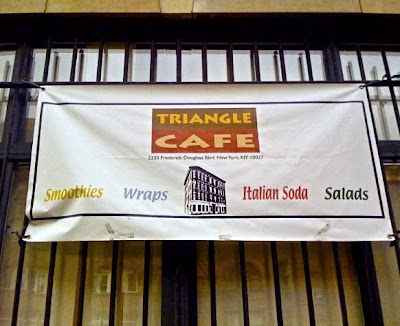 TRIANGLE
CAFE
2330 Frederick Douglass Blvd New York, NY 10027
Smoothies Wraps Italian Soda Salads